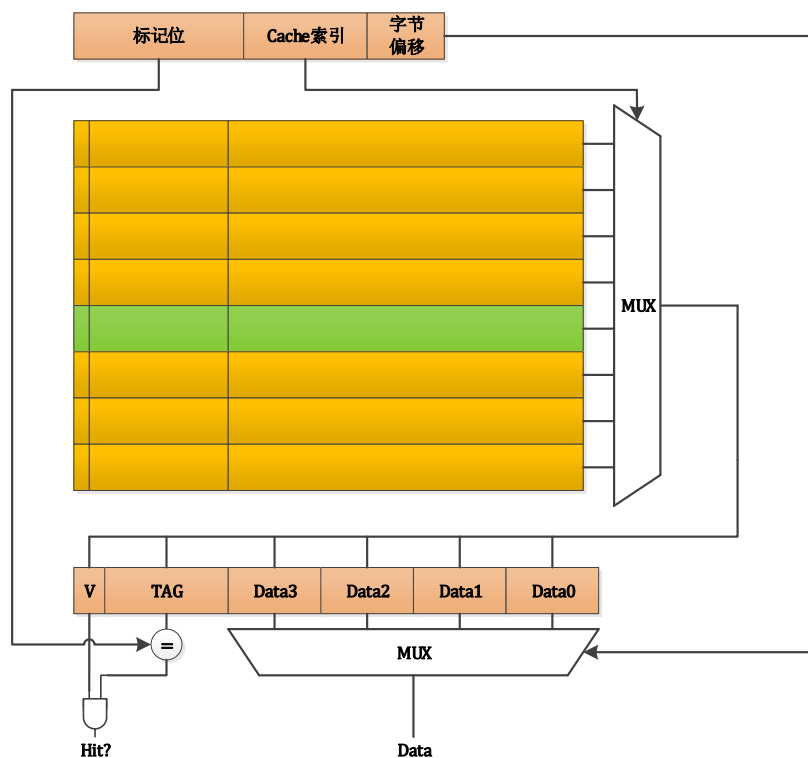 标记位
Cache索引
字节
偏移
MUX
V
TAG
Data3
Data2
Data1
Data0
=
MUX
Hit?
Data